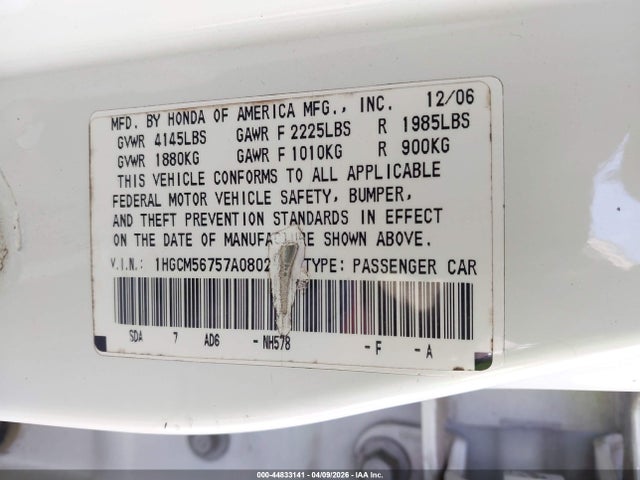 MFD. BY HONDA OF AMERICA MFG., INC. 12/06
GVWR 4145LBS GAWR F 2225LBS R 1985LBS
GVWR 1880KG GAWR F 1010KG R 900KG
THIS VEHICLE CONFORMS TO ALL APPLICABLE
FEDERAL MOTOR VEHICLE SAFETY, BUMPER,
AND THEFT PREVENTION STANDARDS IN EFFECT
ON THE DATE OF MANUFACTURE SHOWN ABOVE.
V.I.N.: TYPE: PASSENGER CAR
SDA 7 AD6 -NH578 -F -A
000-44833141 - 04/09/2026 - IAA Inc.